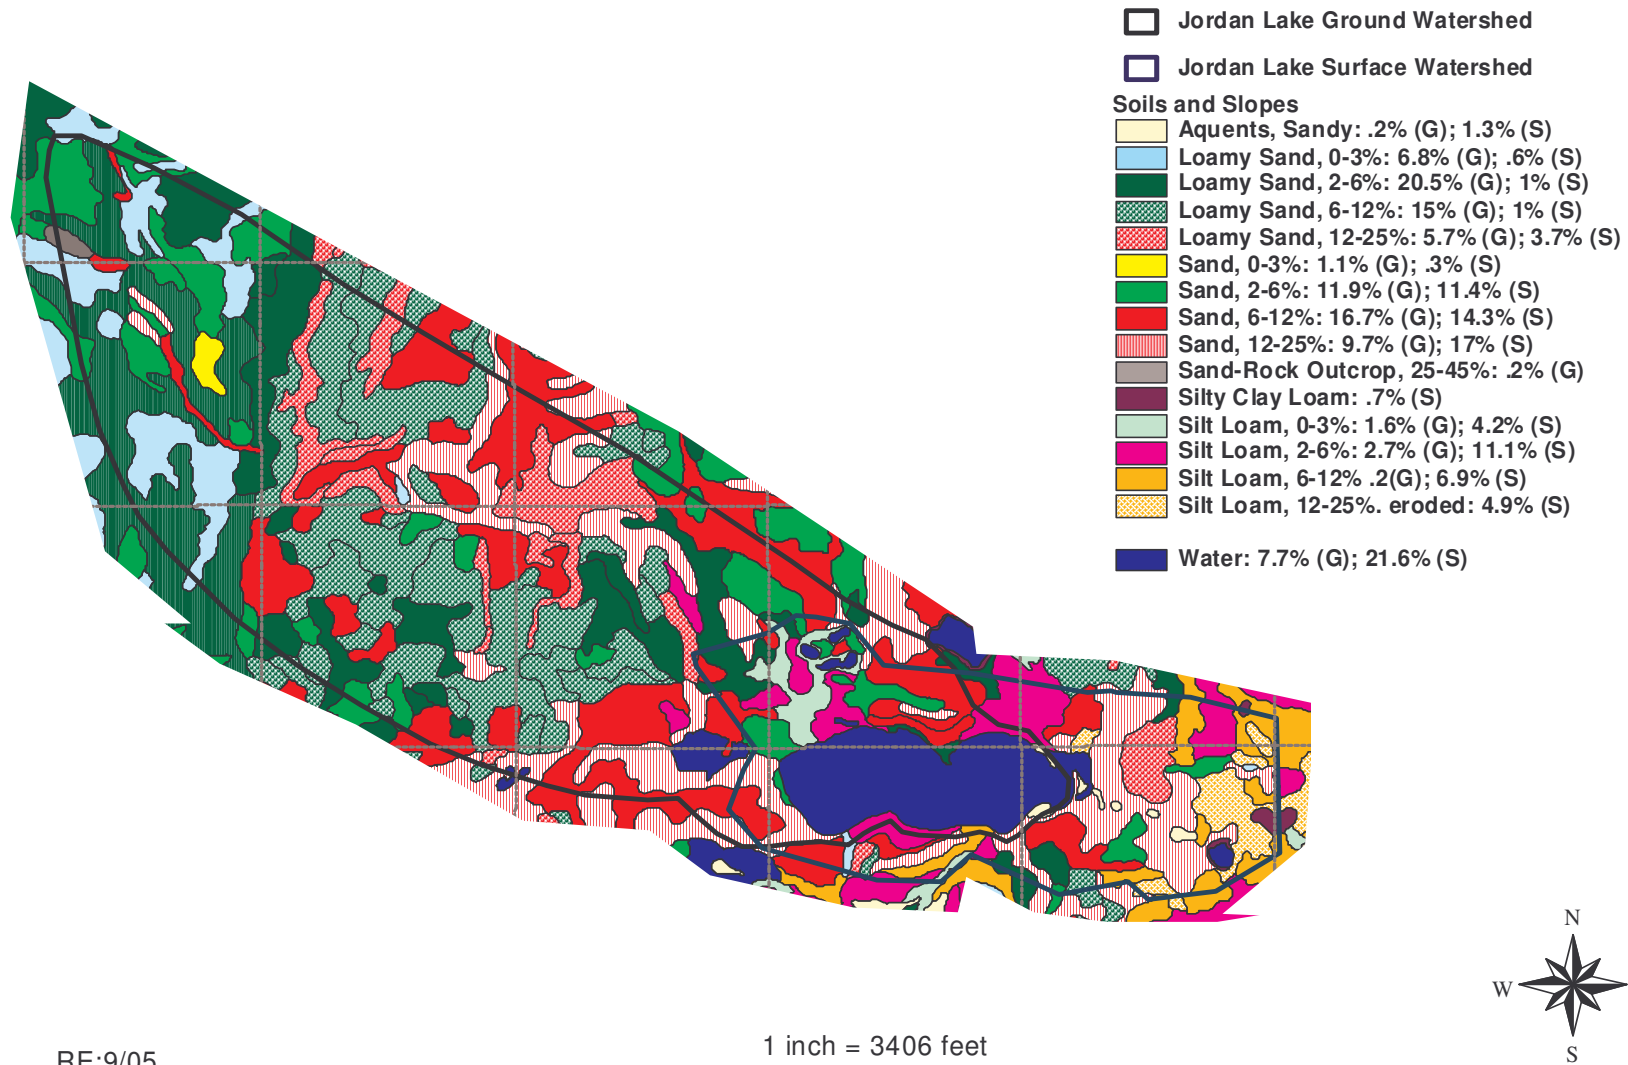 Jordan Lake Ground Watershed
Jordan Lake Surface Watershed
Soils and Slopes
Aquents, Sandy: .2% (G); 1.3% (S)
Loamy Sand, 0-3%: 6.8% (G); .6% (S)
Loamy Sand, 2-6%: 20.5% (G); 1% (S)
Loamy Sand, 6-12%: 15% (G); 1% (S)
Loamy Sand, 12-25%: 5.7% (G); 3.7% (S)
Sand, 0-3%: 1.1% (G); .3% (S)
Sand, 2-6%: 11.9% (G); 11.4% (S)
Sand, 6-12%: 16.7% (G); 14.3% (S)
Sand, 12-25%: 9.7% (G); 17% (S)
Sand-Rock Outcrop, 25-45%: .2% (G)
Silty Clay Loam: .7% (S)
Silt Loam, 0-3%: 1.6% (G); 4.2% (S)
Silt Loam, 2-6%: 2.7% (G); 11.1% (S)
Silt Loam, 6-12% .2(G); 6.9% (S)
Silt Loam, 12-25%. eroded: 4.9% (S)
Water: 7.7% (G); 21.6% (S)
N
W
S
1 inch = 3406 feet
RE:9/05